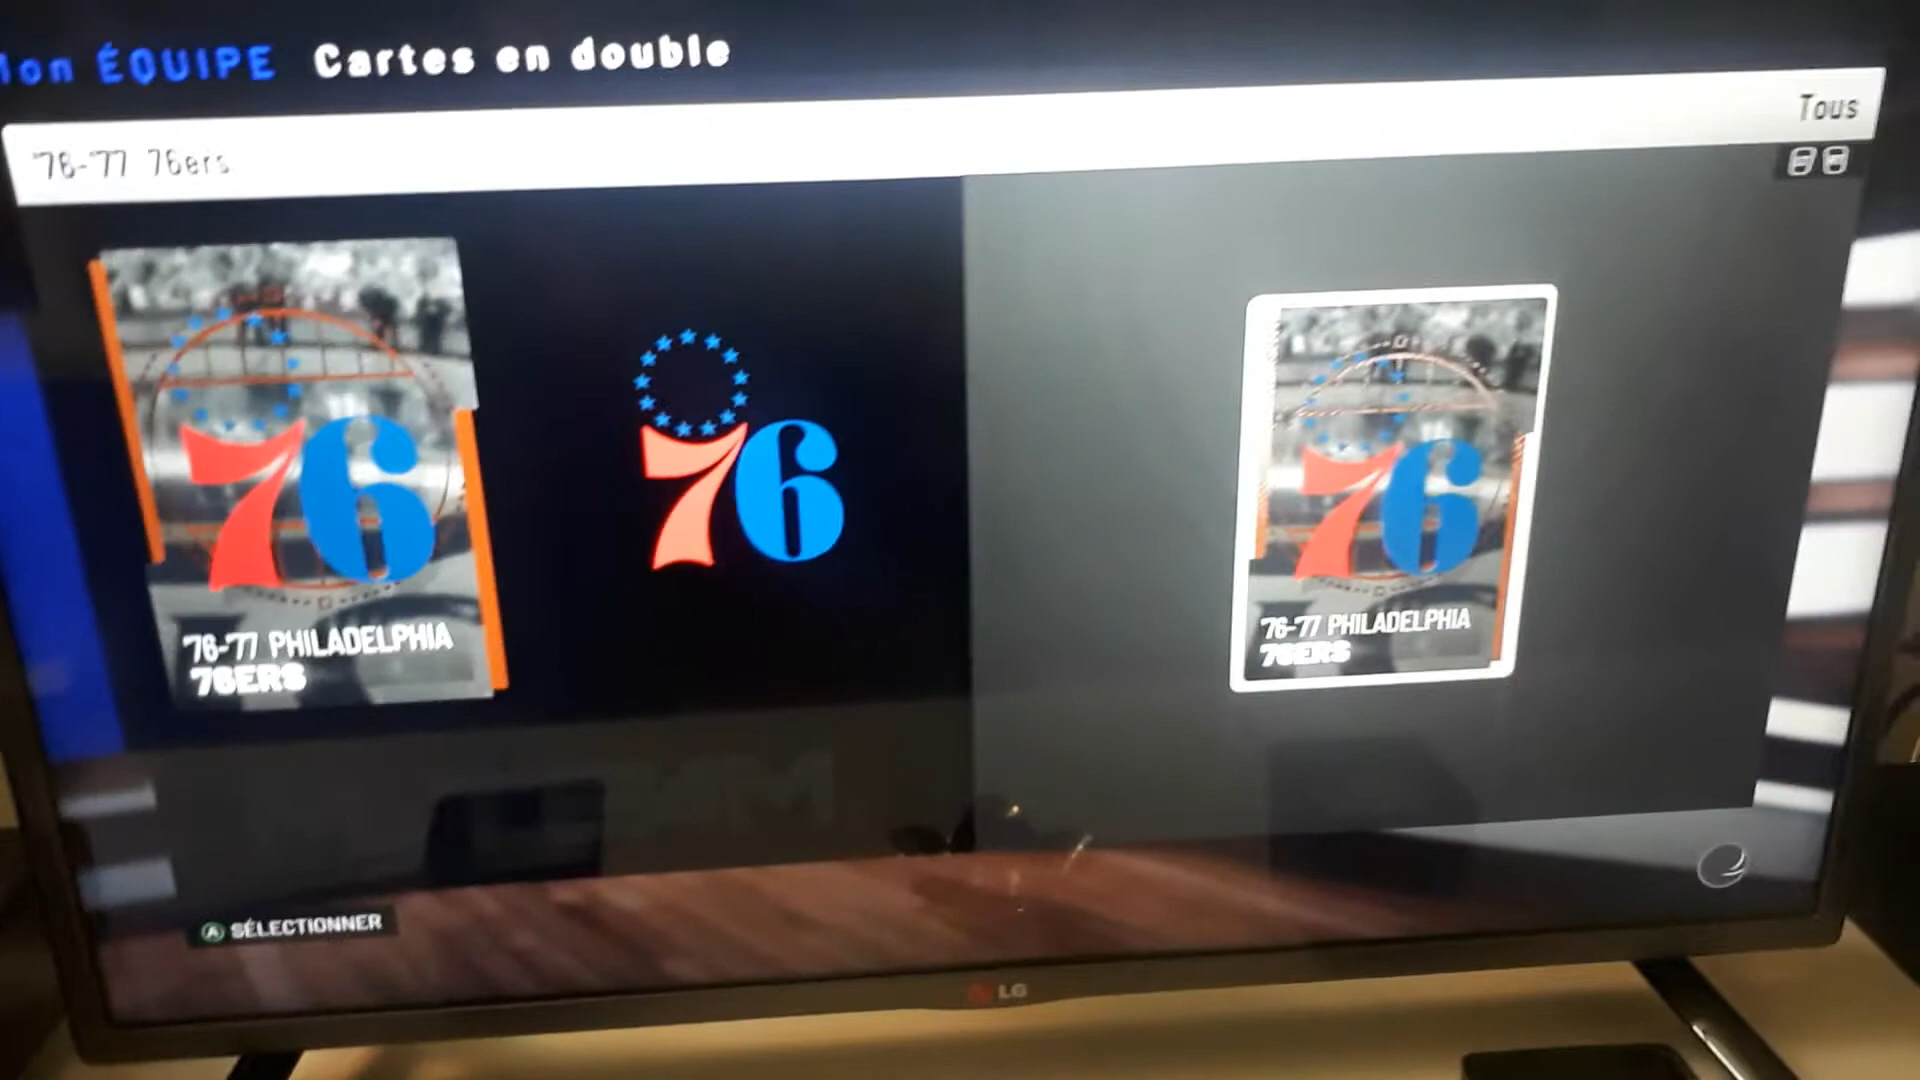 Mon ÉQUIPE Cartes en double
Tous
'76-'77 76ers
76
76
76
'76-'77 PHILADELPHIA
76ERS
'76-'77 PHILADELPHIA
76ERS
A SÉLECTIONNER
LG